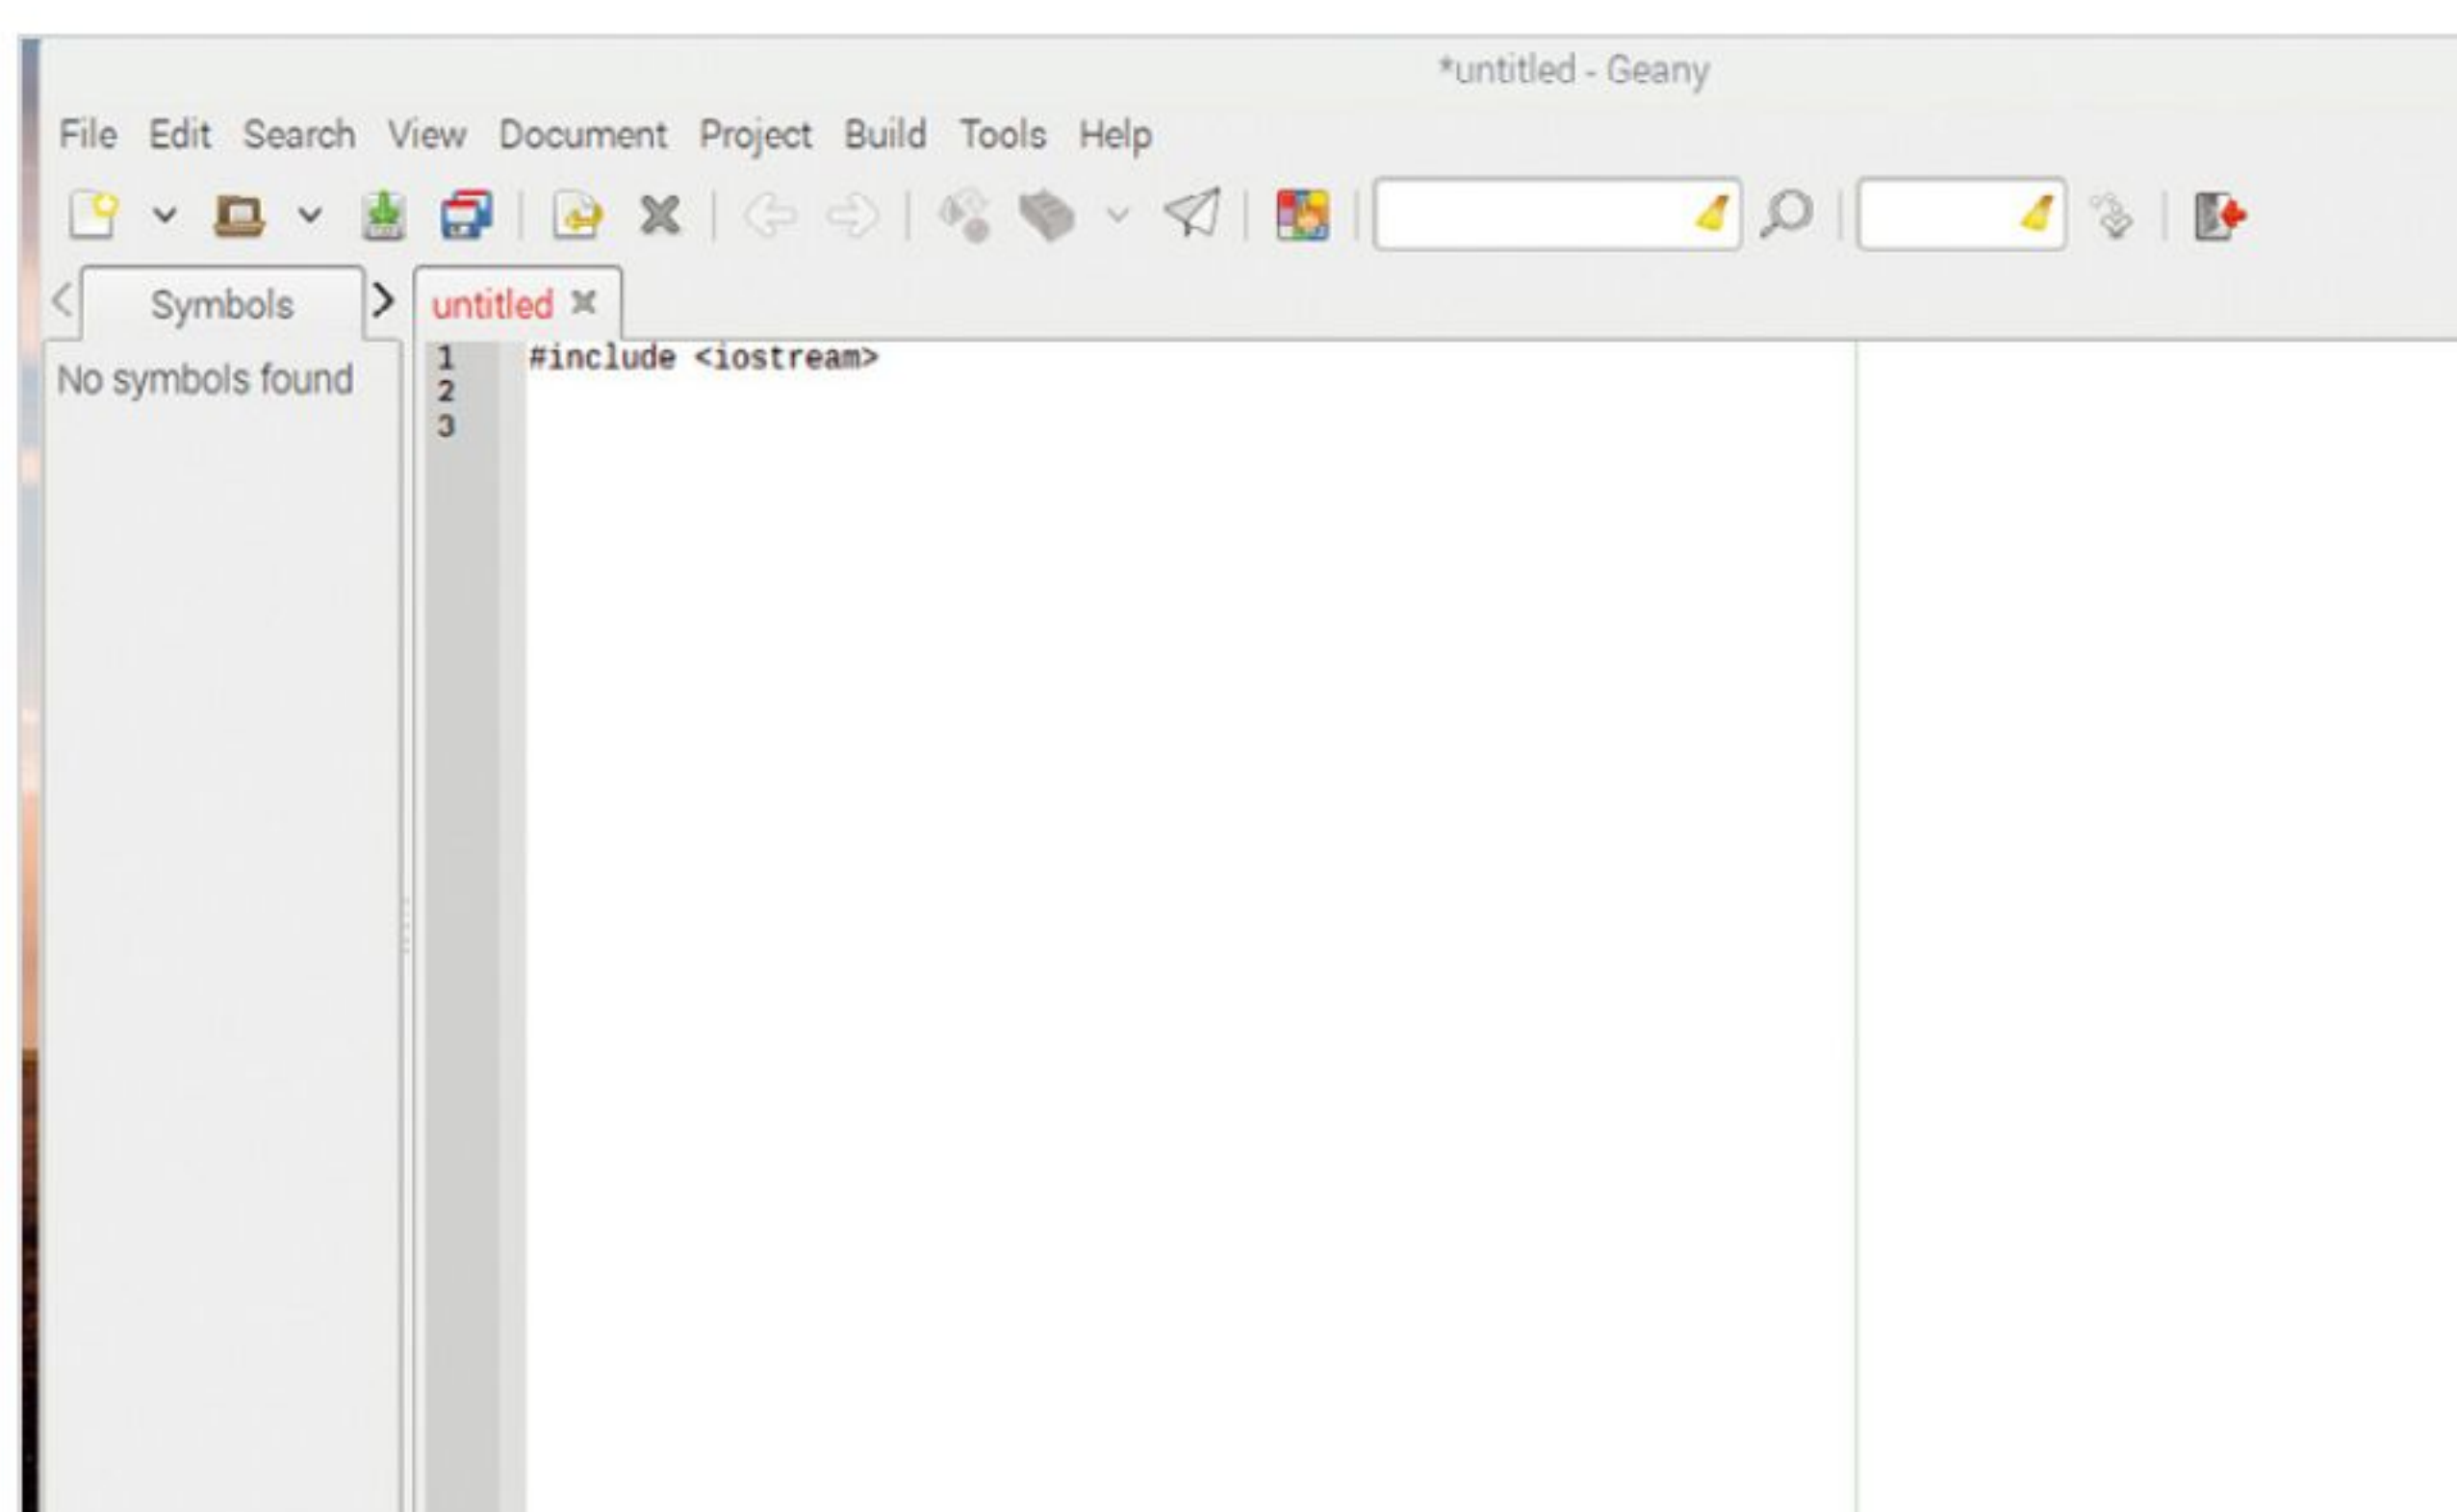 *untitled - Geany
File Edit Search View Document Project Build Tools Help
Symbols
untitled
No symbols found
1 #include <iostream>
2
3